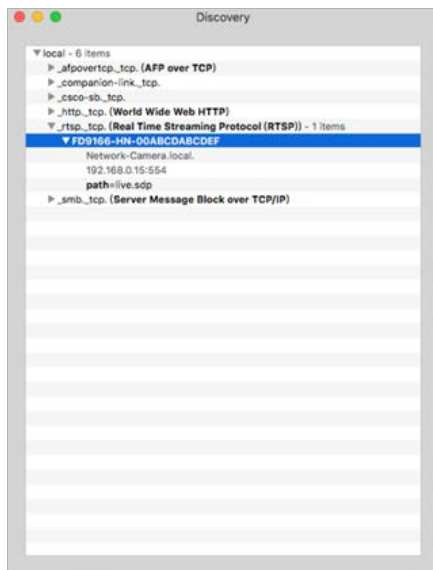 Discovery
local - 6 items
_afpovertcp._tcp. (AFP over TCP)
_companion-link._tcp.
_csco-sb._tcp.
_http._tcp. (World Wide Web HTTP)
_rtsp._tcp. (Real Time Streaming Protocol (RTSP)) - 1 items
FD9166-HN-00ABCDABCDEF
Network-Camera.local.
192.168.0.15:554
path=live.sdp
_smb._tcp. (Server Message Block over TCP/IP)